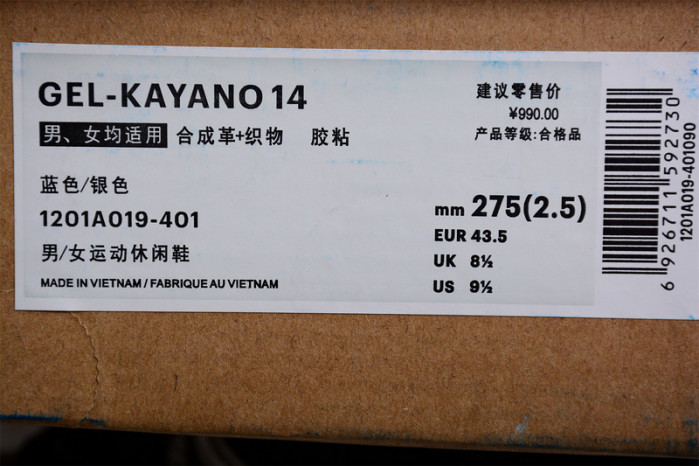 GEL-KAYANO 14
男、女均适用 合成革+织物 胶粘
蓝色/银色
1201A019-401
男/女运动休闲鞋
MADE IN VIETNAM / FABRIQUE AU VIETNAM
建议零售价
¥990.00
产品等级:合格品
mm 275(2.5)
EUR 43.5
UK 8½
US 9½
6 926711 592730
1201A019-401090